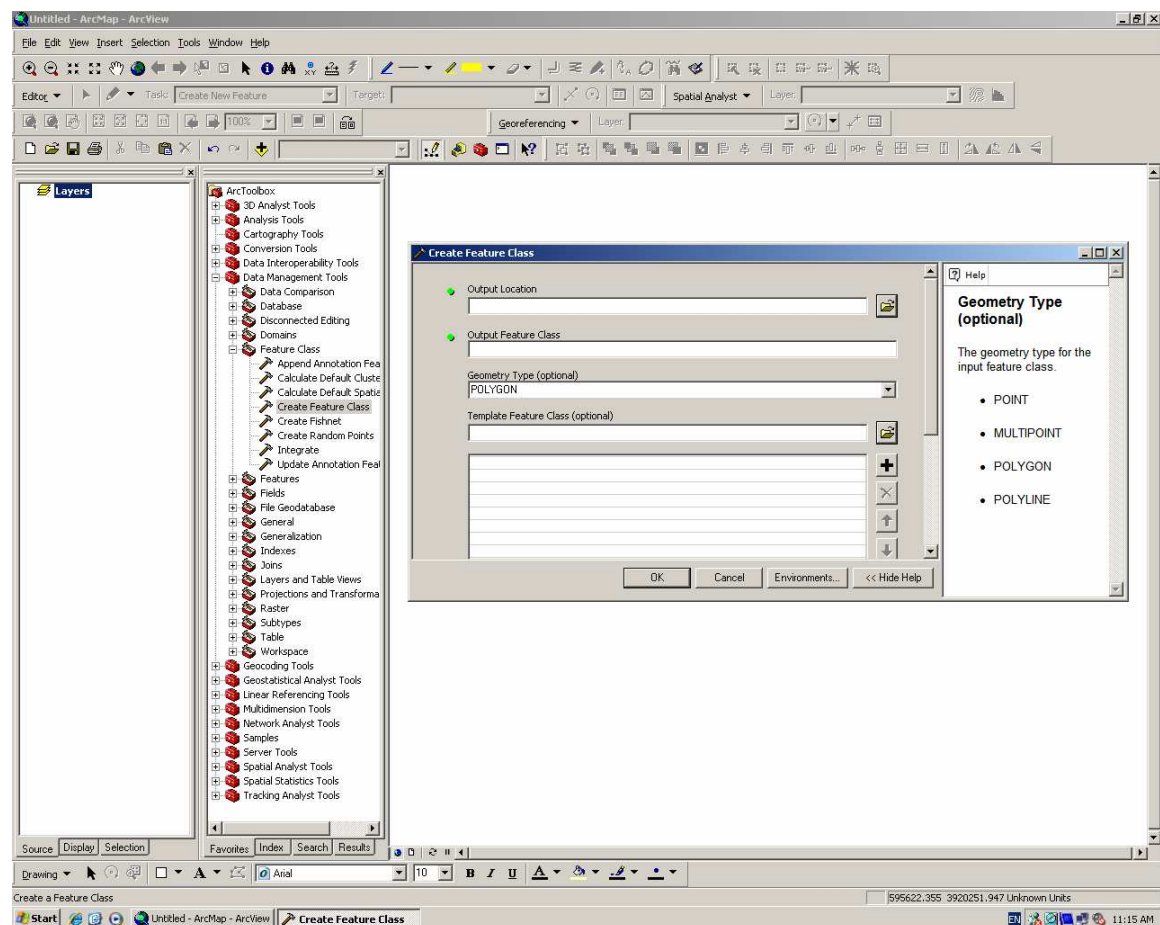 Untitled - ArcMap - ArcView
File Edit View Insert Selection Tools Window Help
Editor Task: Create New Feature Target: Spatial Analyst Layer:
100% Georeferencing Layer:
Layers
ArcToolbox
3D Analyst Tools
Analysis Tools
Cartography Tools
Conversion Tools
Data Interoperability Tools
Data Management Tools
Data Comparison
Database
Disconnected Editing
Domains
Feature Class
Append Annotation Fea
Calculate Default Cluste
Calculate Default Spatia
Create Feature Class
Create Fishnet
Create Random Points
Integrate
Update Annotation Feat
Features
Fields
File Geodatabase
General
Generalization
Indexes
Joins
Layers and Table Views
Projections and Transforma
Raster
Subtypes
Table
Workspace
Geocoding Tools
Geostatistical Analyst Tools
Linear Referencing Tools
Multidimension Tools
Network Analyst Tools
Samples
Server Tools
Spatial Analyst Tools
Spatial Statistics Tools
Tracking Analyst Tools
Create Feature Class
Output Location
Output Feature Class
Geometry Type (optional)
POLYGON
Template Feature Class (optional)
OK Cancel Environments... << Hide Help
Help
Geometry Type
(optional)
The geometry type for the
input feature class.
• POINT
• MULTIPOINT
• POLYGON
• POLYLINE
Source Display Selection
Favorites Index Search Results
Drawing A Arial 10 B I U A
Create a Feature Class
595622.355 3920251.947 Unknown Units
Start Untitled - ArcMap - ArcView Create Feature Class EN 11:15 AM